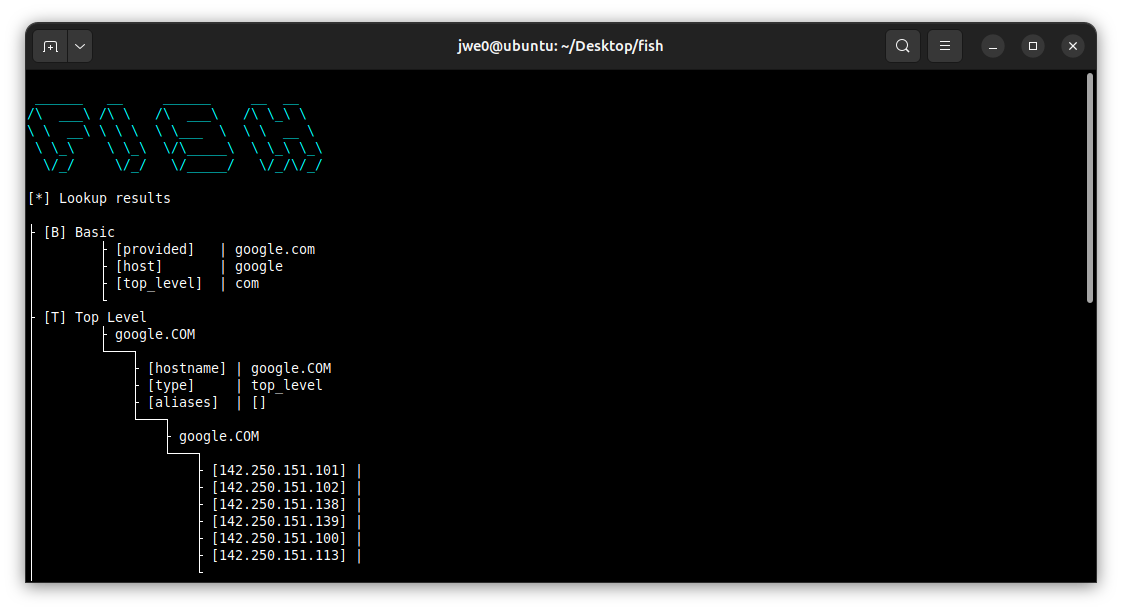 jwe0@ubuntu: ~/Desktop/fish
FISH
[*] Lookup results
[B] Basic
[provided] | google.com
[host] | google
[top_level] | com
[T] Top Level
google.COM
[hostname] | google.COM
[type] | top_level
[aliases] | []
google.COM
[142.250.151.101] |
[142.250.151.102] |
[142.250.151.138] |
[142.250.151.139] |
[142.250.151.100] |
[142.250.151.113] |